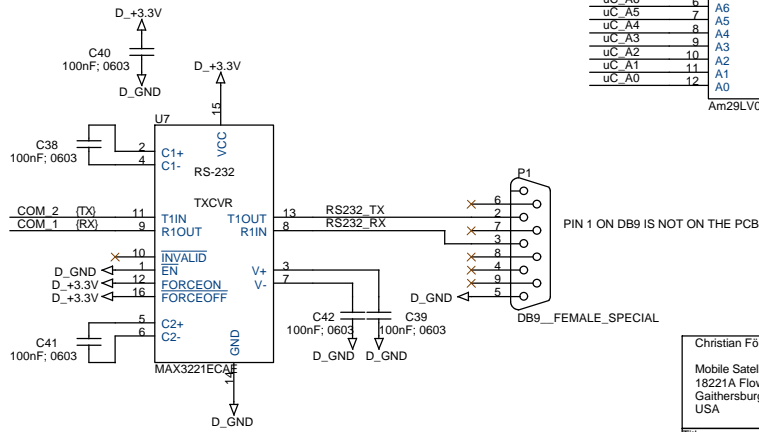 D_+3.3V
C40
100nF; 0603
D_GND
D_+3.3V
uC_A5
uC_A4
uC_A3
uC_A2
uC_A1
uC_A0
6
7
8
9
10
11
12
A6
A5
A4
A3
A2
A1
A0
Am29LV0
U7
15
VCC
C38
100nF; 0603
2
4
C1+
C1-
RS-232
TXCVR
COM_2 {TX}
COM_1 {RX}
11
9
T1IN
R1OUT
T1OUT
R1IN
13
8
RS232_TX
RS232_RX
10
1
12
16
INVALID
EN
FORCEON
FORCEOFF
D_GND
D_+3.3V
D_+3.3V
V+
V-
3
7
C41
100nF; 0603
5
6
C2+
C2-
GND
14
MAX3221ECAE
D_GND
C42
100nF; 0603
C39
100nF; 0603
D_GND
D_GND
P1
6
2
7
3
8
4
9
5
D_GND
PIN 1 ON DB9 IS NOT ON THE PCB
DB9__FEMALE_SPECIAL
Christian Fö
Mobile Satel
18221A Flow
Gaithersburg
USA